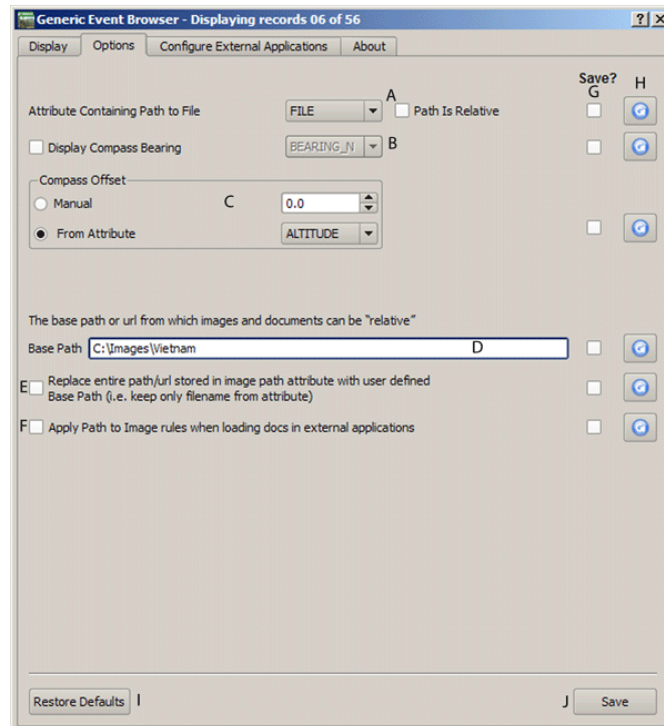 Generic Event Browser - Displaying records 06 of 56
Display Options Configure External Applications About
Save?
A G H
Attribute Containing Path to File FILE Path Is Relative
Display Compass Bearing BEARING_N B
Compass Offset
Manual C 0.0
From Attribute ALTITUDE
The base path or url from which images and documents can be "relative"
Base Path C:\Images\Vietnam D
E Replace entire path/url stored in image path attribute with user defined
Base Path (i.e. keep only filename from attribute)
F Apply Path to Image rules when loading docs in external applications
Restore Defaults I J Save